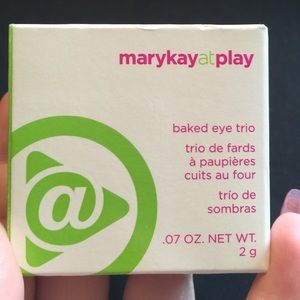 marykayatplay
baked eye trio
trio de fards
à paupières
cuits au four
trío de
sombras
@
.07 OZ. NET WT.
2 g